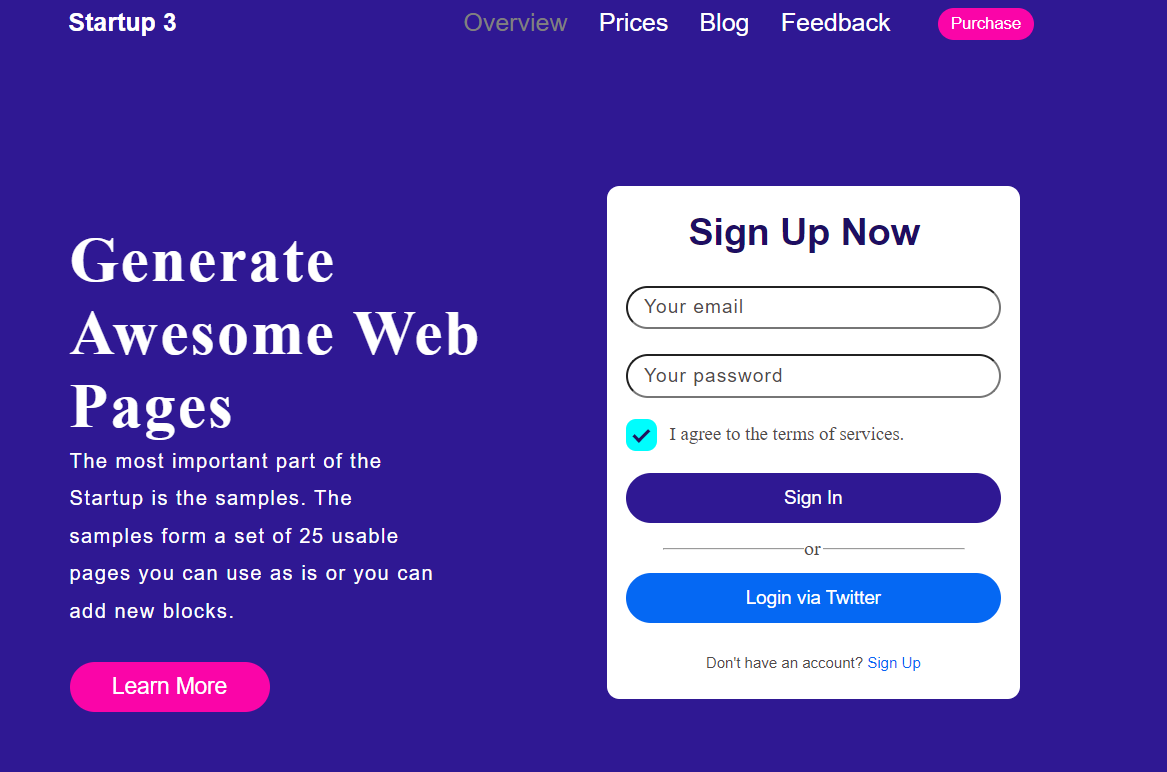 Startup 3
Overview Prices Blog Feedback Purchase
Generate
Awesome Web
Pages
The most important part of the
Startup is the samples. The
samples form a set of 25 usable
pages you can use as is or you can
add new blocks.
Learn More
Sign Up Now
Your email
Your password
I agree to the terms of services.
Sign In
or
Login via Twitter
Don't have an account? Sign Up